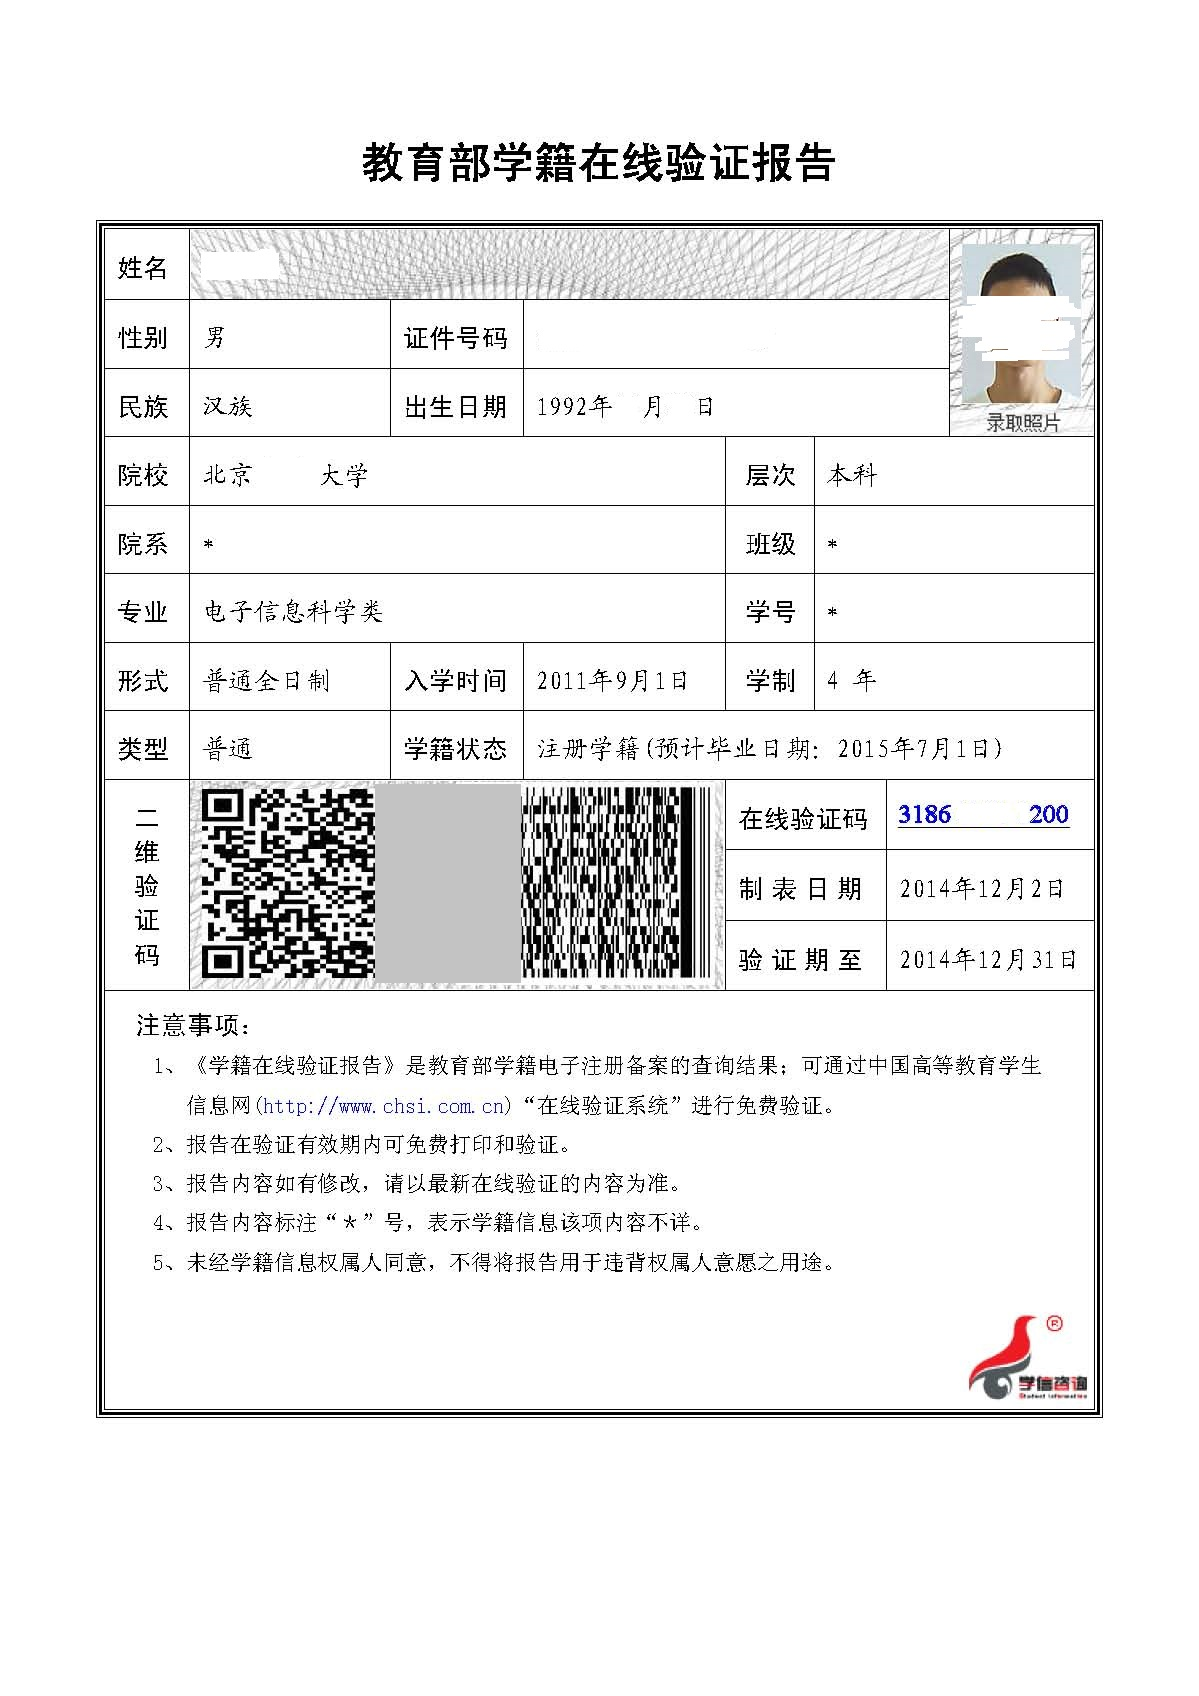 教育部学籍在线验证报告
姓名
性别 男 证件号码
民族 汉族 出生日期 1992年 月 日
录取照片
院校 北京 大学 层次 本科
院系 * 班级 *
专业 电子信息科学类 学号 *
形式 普通全日制 入学时间 2011年9月1日 学制 4 年
类型 普通 学籍状态 注册学籍(预计毕业日期: 2015年7月1日)
二维验证码
在线验证码 3186 200
制表日期 2014年12月2日
验证期至 2014年12月31日
注意事项：
1、《学籍在线验证报告》是教育部学籍电子注册备案的查询结果；可通过中国高等教育学生
信息网(http://www.chsi.com.cn)“在线验证系统”进行免费验证。
2、报告在验证有效期内可免费打印和验证。
3、报告内容如有修改，请以最新在线验证的内容为准。
4、报告内容标注“＊”号，表示学籍信息该项内容不详。
5、未经学籍信息权属人同意，不得将报告用于违背权属人意愿之用途。
®
学信咨询
Student information